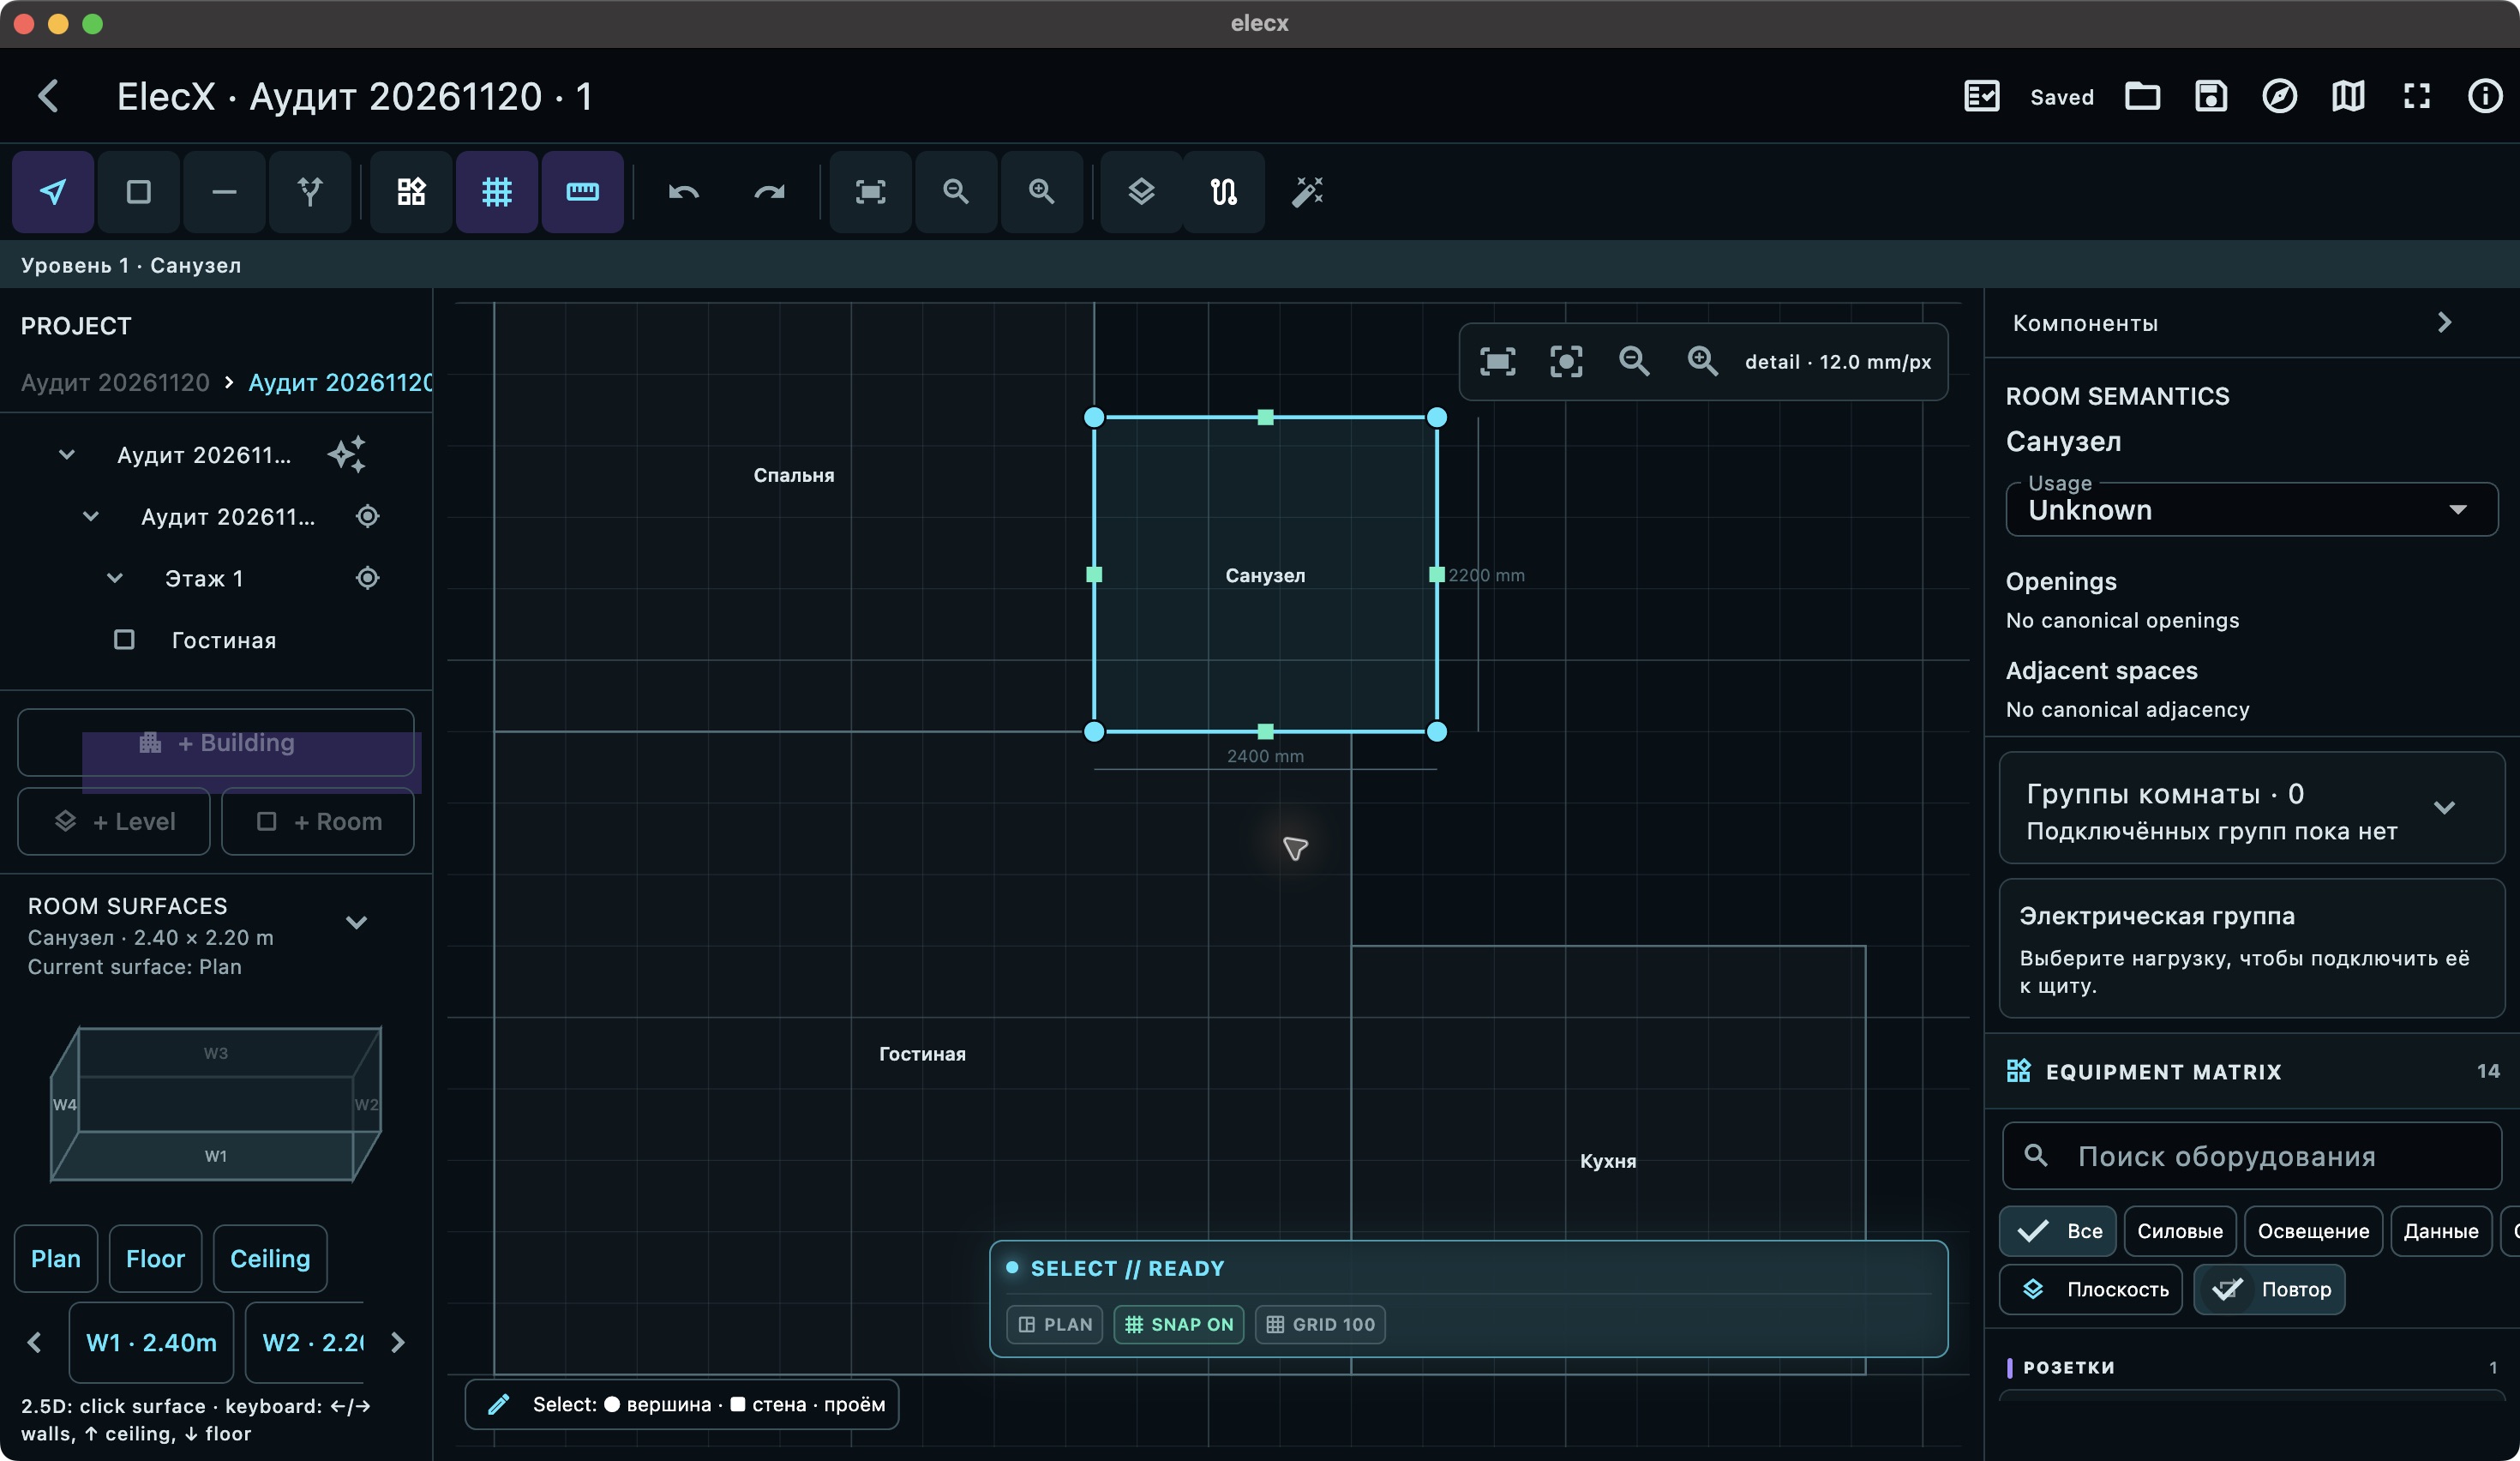 elecx
ElecX · Аудит 20261120 · 1
Saved
Уровень 1 · Санузел
PROJECT
Аудит 20261120 › Аудит 20261120
Аудит 202611...
Аудит 202611...
Этаж 1
Гостиная
+ Building
+ Level
+ Room
ROOM SURFACES
Санузел · 2.40 × 2.20 m
Current surface: Plan
W3
W4
W2
W1
Plan
Floor
Ceiling
W1 · 2.40m
W2 · 2.20
2.5D: click surface · keyboard: ←/→
walls, ↑ ceiling, ↓ floor
detail · 12.0 mm/px
Спальня
Санузел
2200 mm
2400 mm
Гостиная
Кухня
SELECT // READY
PLAN
SNAP ON
GRID 100
Select: ● вершина · ■ стена · проём
Компоненты
ROOM SEMANTICS
Санузел
Usage
Unknown
Openings
No canonical openings
Adjacent spaces
No canonical adjacency
Группы комнаты · 0
Подключённых групп пока нет
Электрическая группа
Выберите нагрузку, чтобы подключить её
к щиту.
EQUIPMENT MATRIX
14
Поиск оборудования
Все
Силовые
Освещение
Данные
Плоскость
Повтор
РОЗЕТКИ
1